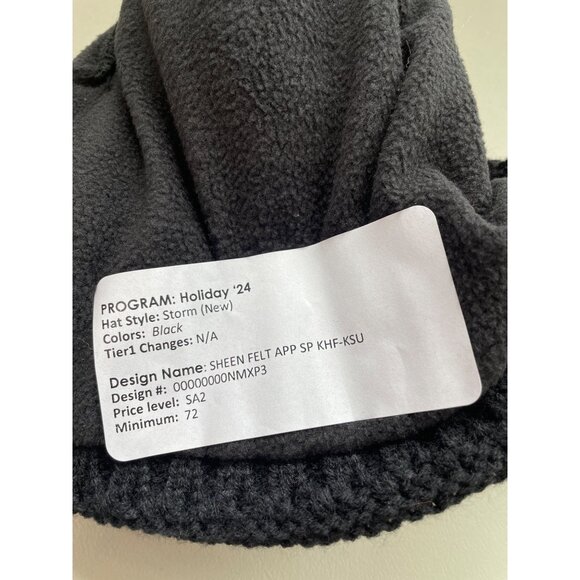 PROGRAM: Holiday '24
Hat Style: Storm (New)
Colors: Black
Tier1 Changes: N/A
Design Name: SHEEN FELT APP SP KHF-KSU
Design #: 00000000NMXP3
Price level: SA2
Minimum: 72